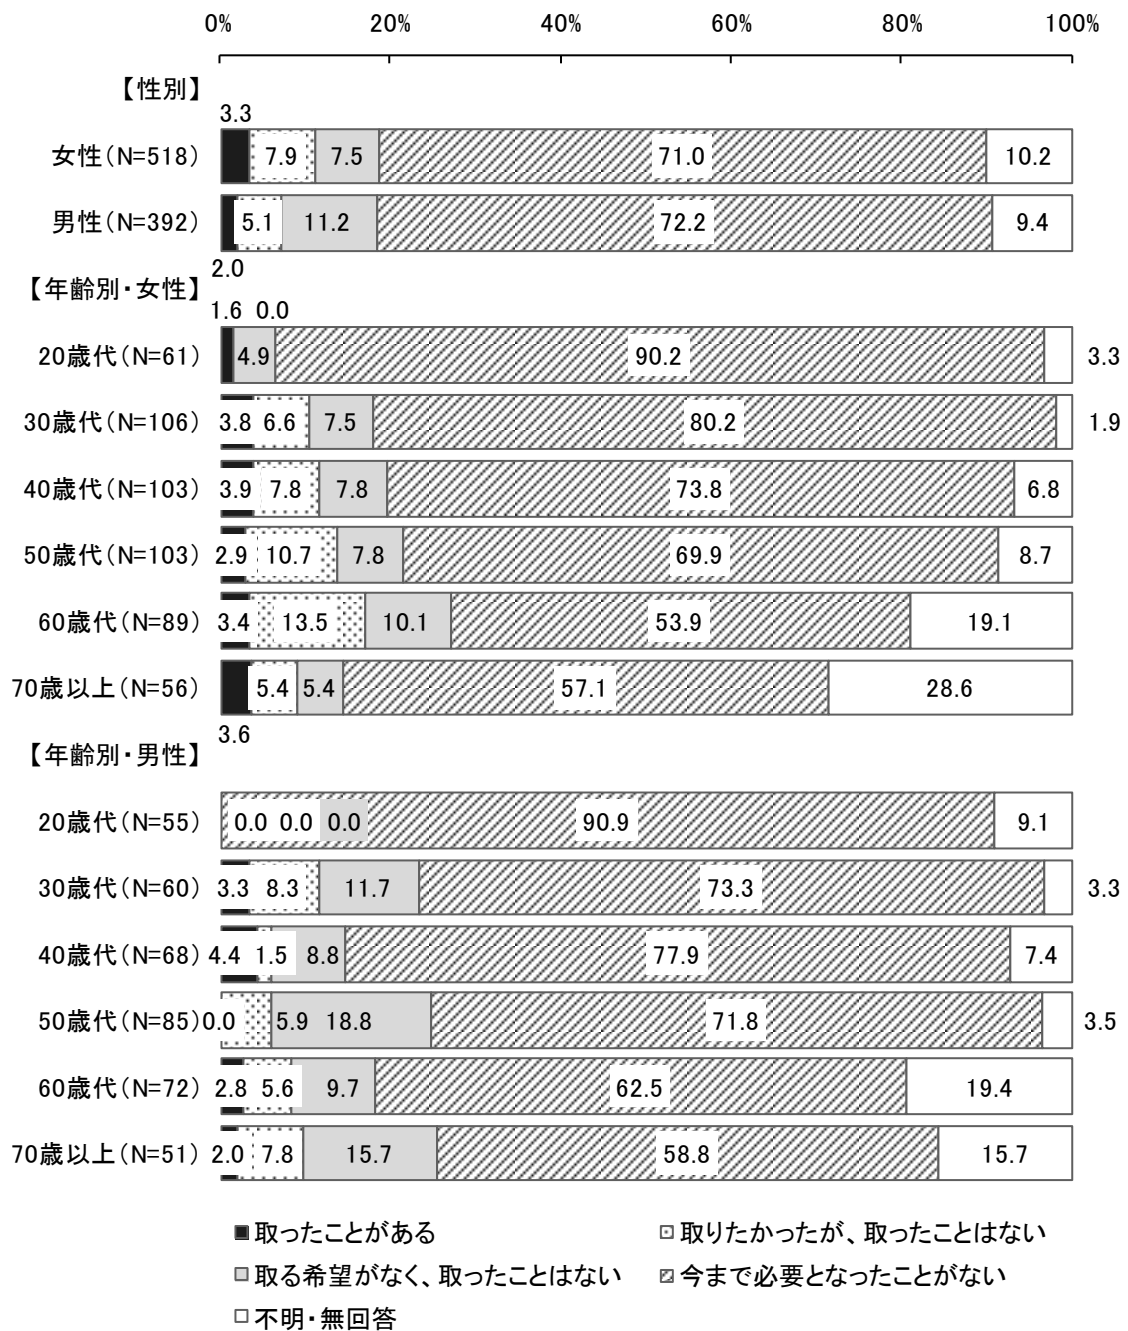 0% 20% 40% 60% 80% 100%
【性別】
3.3
女性(N=518) 7.9 7.5 71.0 10.2
男性(N=392) 5.1 11.2 72.2 9.4
2.0
【年齢別・女性】
1.6 0.0
20歳代(N=61) 4.9 90.2 3.3
30歳代(N=106) 3.8 6.6 7.5 80.2 1.9
40歳代(N=103) 3.9 7.8 7.8 73.8 6.8
50歳代(N=103) 2.9 10.7 7.8 69.9 8.7
60歳代(N=89) 3.4 13.5 10.1 53.9 19.1
70歳以上(N=56) 5.4 5.4 57.1 28.6
3.6
【年齢別・男性】
20歳代(N=55) 0.0 0.0 0.0 90.9 9.1
30歳代(N=60) 3.3 8.3 11.7 73.3 3.3
40歳代(N=68) 4.4 1.5 8.8 77.9 7.4
50歳代(N=85) 0.0 5.9 18.8 71.8 3.5
60歳代(N=72) 2.8 5.6 9.7 62.5 19.4
70歳以上(N=51) 2.0 7.8 15.7 58.8 15.7
取ったことがある 取りたかったが、取ったことはない
取る希望がなく、取ったことはない 今まで必要となったことがない
不明・無回答